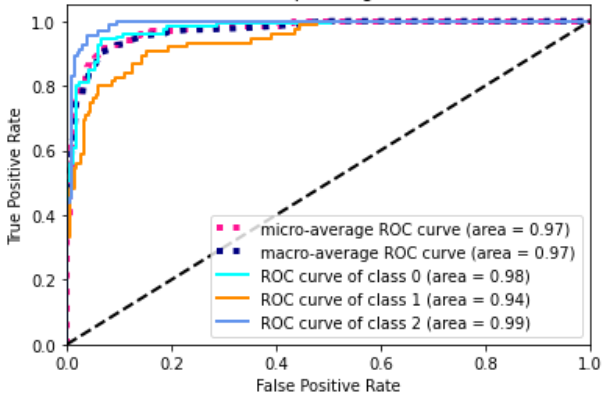 1.0
0.8
0.6
0.4
0.2
0.0
True Positive Rate
micro-average ROC curve (area = 0.97)
macro-average ROC curve (area = 0.97)
ROC curve of class 0 (area = 0.98)
ROC curve of class 1 (area = 0.94)
ROC curve of class 2 (area = 0.99)
0.0 0.2 0.4 0.6 0.8 1.0
False Positive Rate